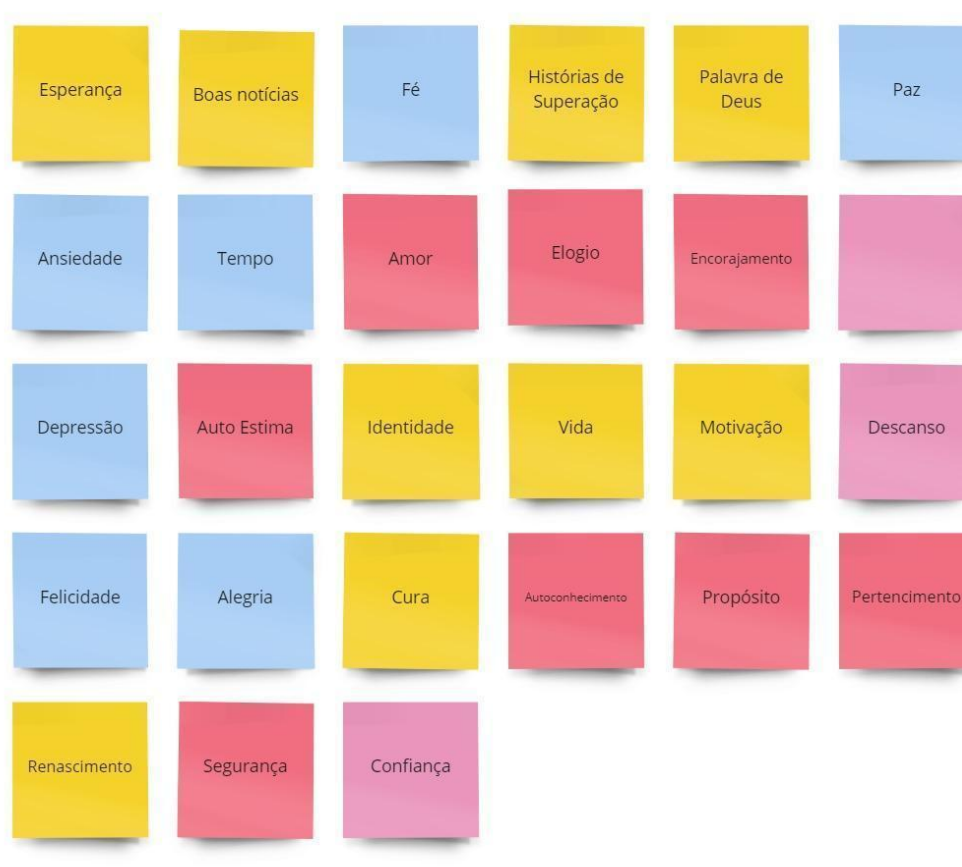 Esperança
Boas notícias
Fé
Histórias de
Superação
Palavra de
Deus
Paz
Ansiedade
Tempo
Amor
Elogio
Encorajamento
Depressão
Auto Estima
Identidade
Vida
Motivação
Descanso
Felicidade
Alegria
Cura
Autoconhecimento
Propósito
Pertencimento
Renascimento
Segurança
Confiança